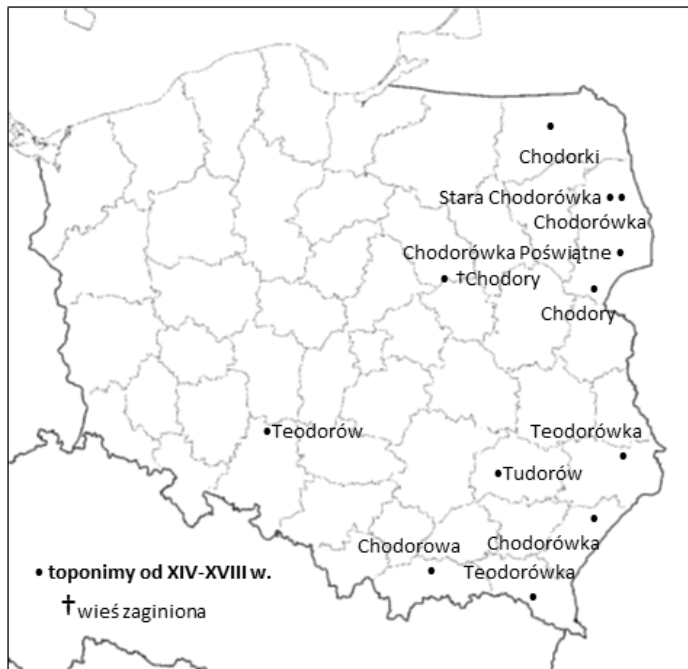 Chodorki
Stara Chodorówka
Chodorówka
Chodorówka Poświątne
†Chodory
Chodory
Teodorów
Teodorówka
Tudorów
Chodorówka
Chodorowa
Teodorówka
• toponimy od XIV-XVIII w.
† wieś zaginiona